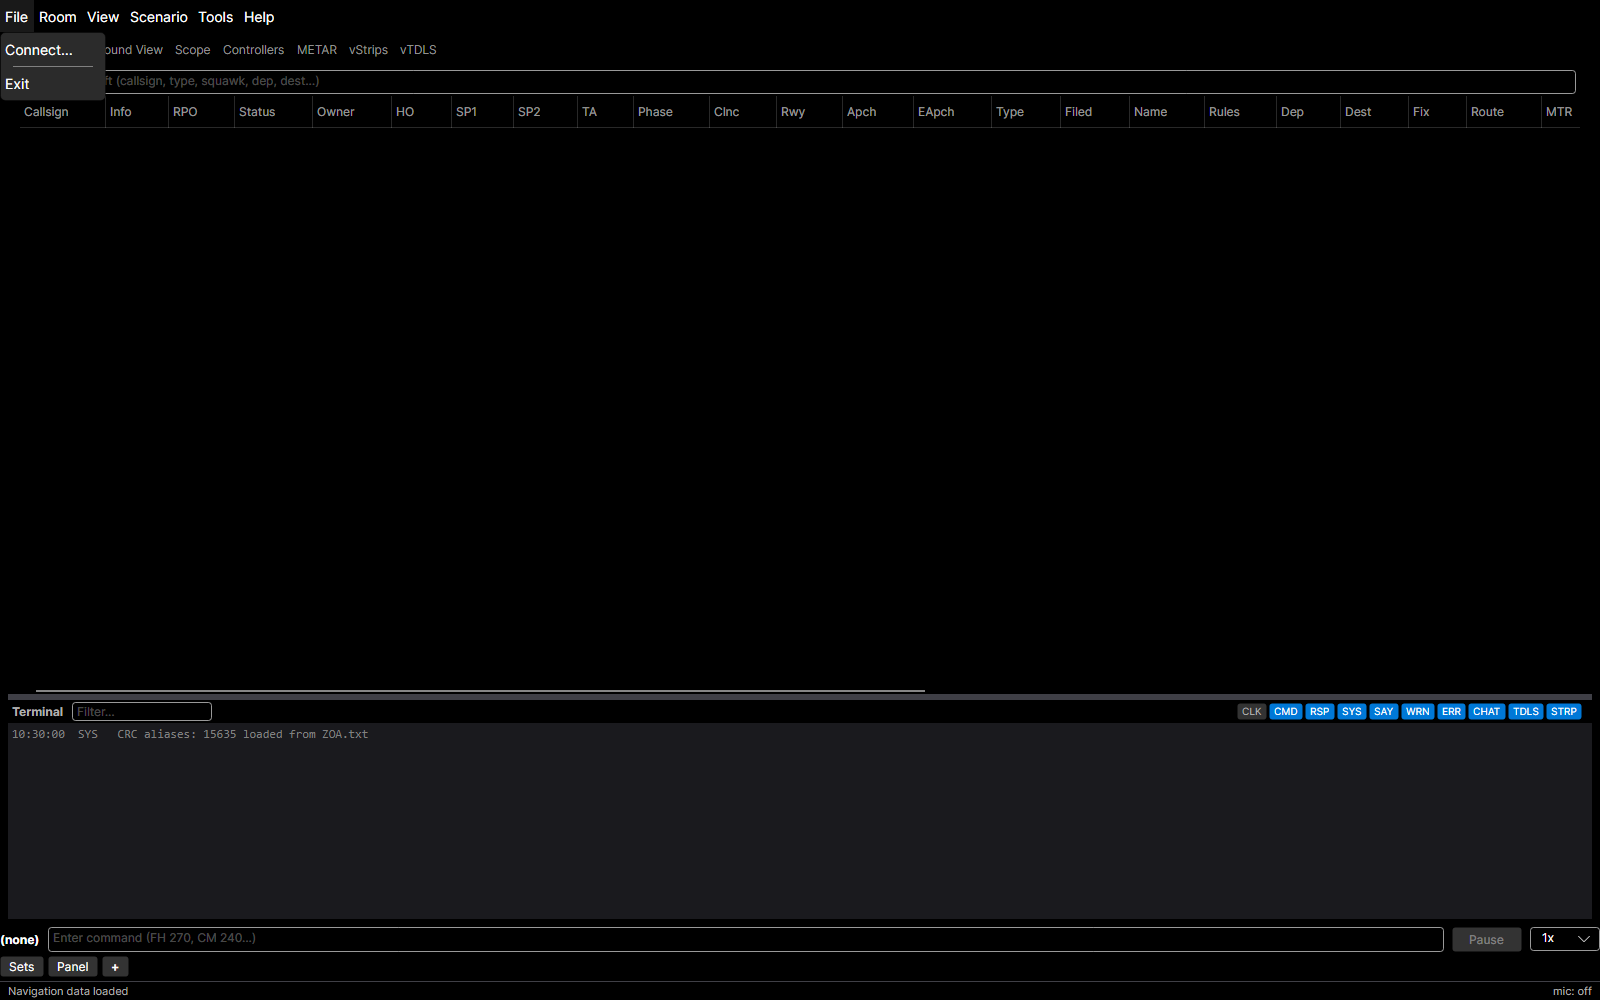 File Room View Scenario Tools Help
Connect... ound View Scope Controllers METAR vStrips vTDLS
Exit ft (callsign, type, squawk, dep, dest...)
Callsign Info RPO Status Owner HO SP1 SP2 TA Phase Clnc Rwy Apch EApch Type Filed Name Rules Dep Dest Fix Route MTR
Terminal Filter... CLK CMD RSP SYS SAY WRN ERR CHAT TDLS STRP
10:30:00 SYS CRC aliases: 15635 loaded from ZOA.txt
(none) Enter command (FH 270, CM 240...) Pause 1x
Sets Panel +
Navigation data loaded mic: off